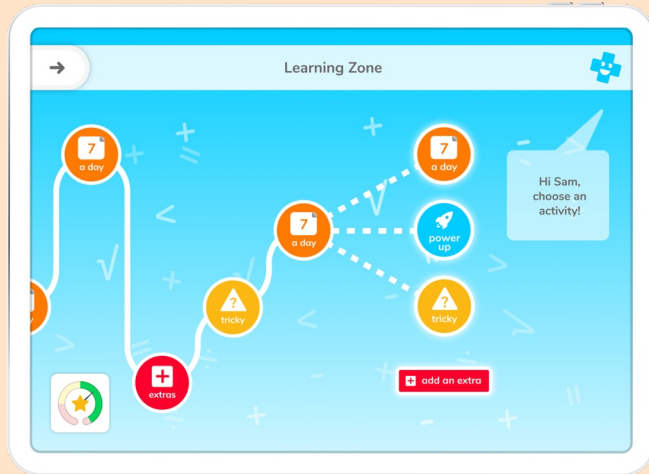 Learning Zone
7
a day
7
a day
Hi Sam,
choose an
activity!
7
a day
power
up
?
tricky
?
tricky
+
extras
+ add an extra